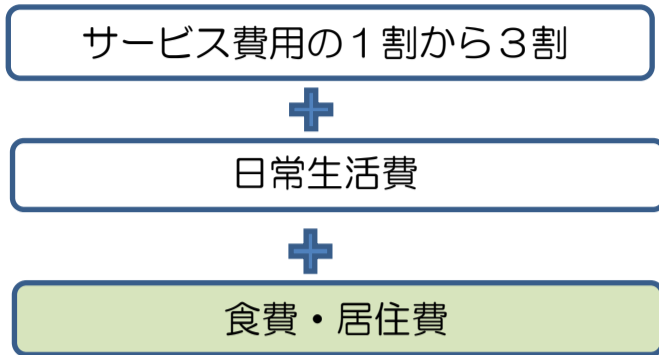 サービス費用の１割から３割
日常生活費
食費・居住費